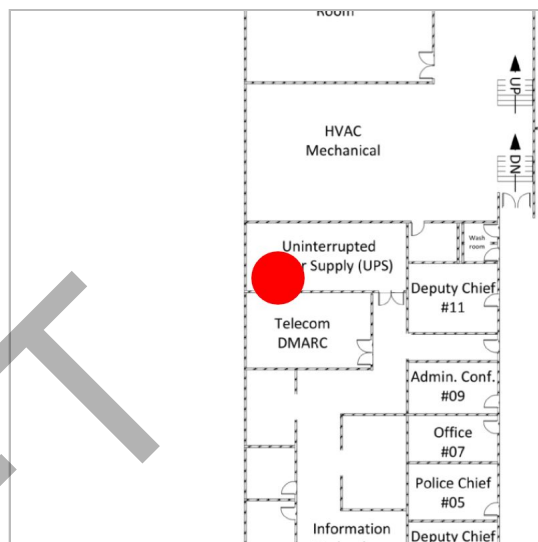 Room
UP
HVAC
Mechanical
DN
Wash
room
Uninterrupted
Supply (UPS)
Deputy Chief
#11
Telecom
DMARC
Admin. Conf.
#09
Office
#07
Police Chief
#05
Information
Deputy Chief